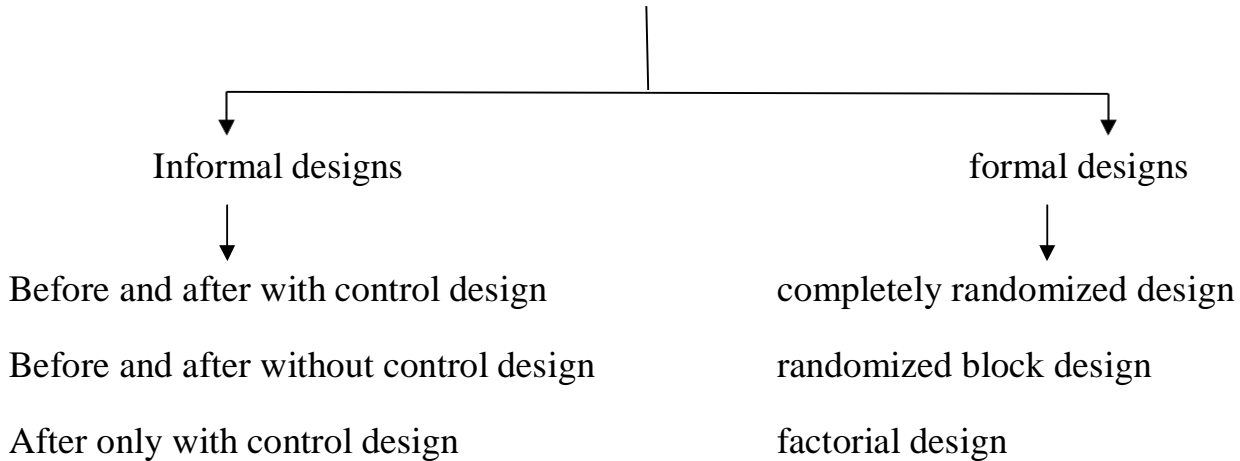 Informal designs
formal designs
Before and after with control design
completely randomized design
Before and after without control design
randomized block design
After only with control design
factorial design